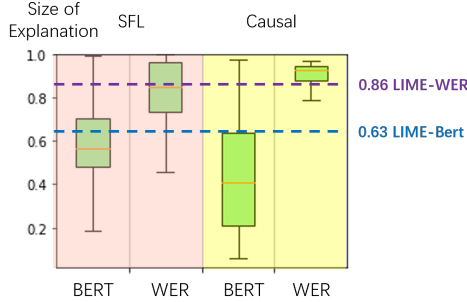 Size of
Explanation
SFL
Causal
1.0
0.8
0.6
0.4
0.2
0.86 LIME-WER
0.63 LIME-Bert
BERT
WER
BERT
WER